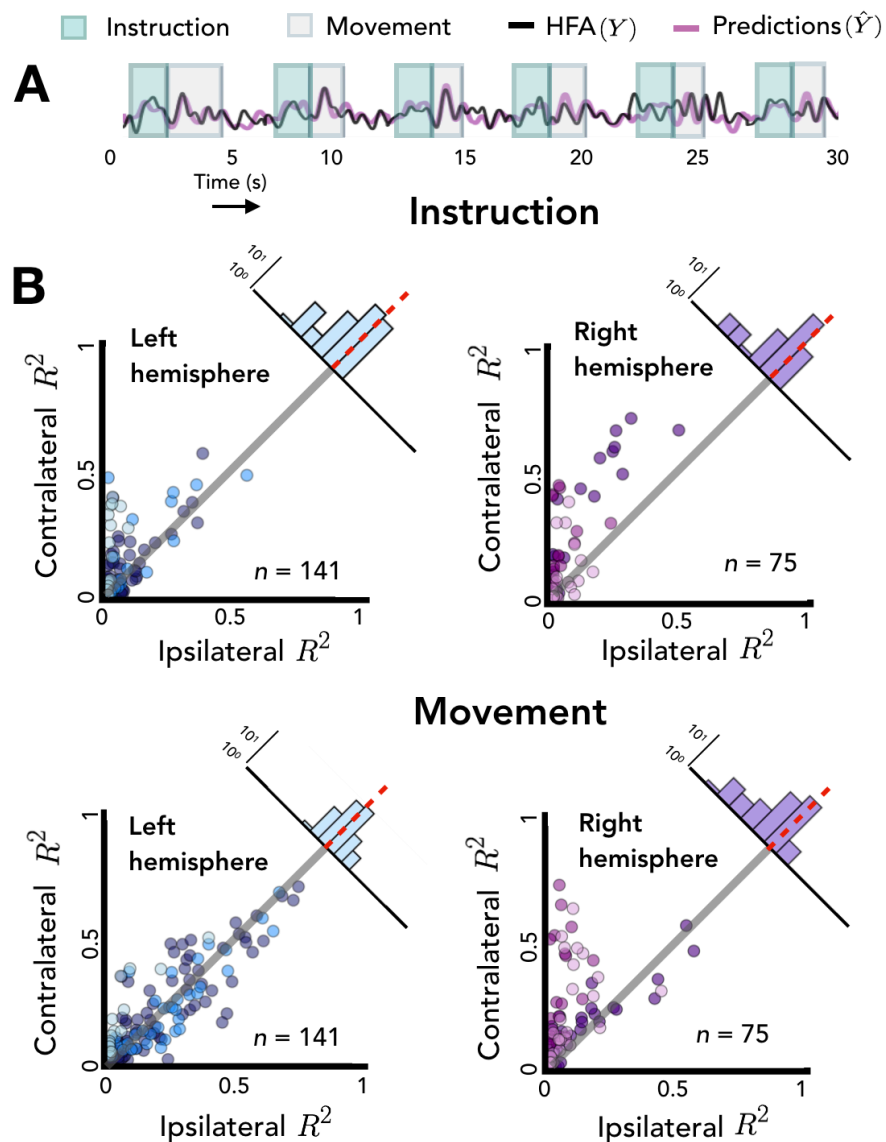 Instruction Movement HFA (Y) Predictions (Ŷ)
A
0 5 10 15 20 25 30
Time (s)
Instruction
B
10¹
10⁰
Left
hemisphere
1
0.5
0
Contralateral R²
n = 141
0 0.5 1
Ipsilateral R²
10¹
10⁰
Right
hemisphere
1
0.5
0
Contralateral R²
n = 75
0 0.5 1
Ipsilateral R²
Movement
10¹
10⁰
Left
hemisphere
1
0.5
0
Contralateral R²
n = 141
0 0.5 1
Ipsilateral R²
10¹
10⁰
Right
hemisphere
1
0.5
0
Contralateral R²
n = 75
0 0.5 1
Ipsilateral R²